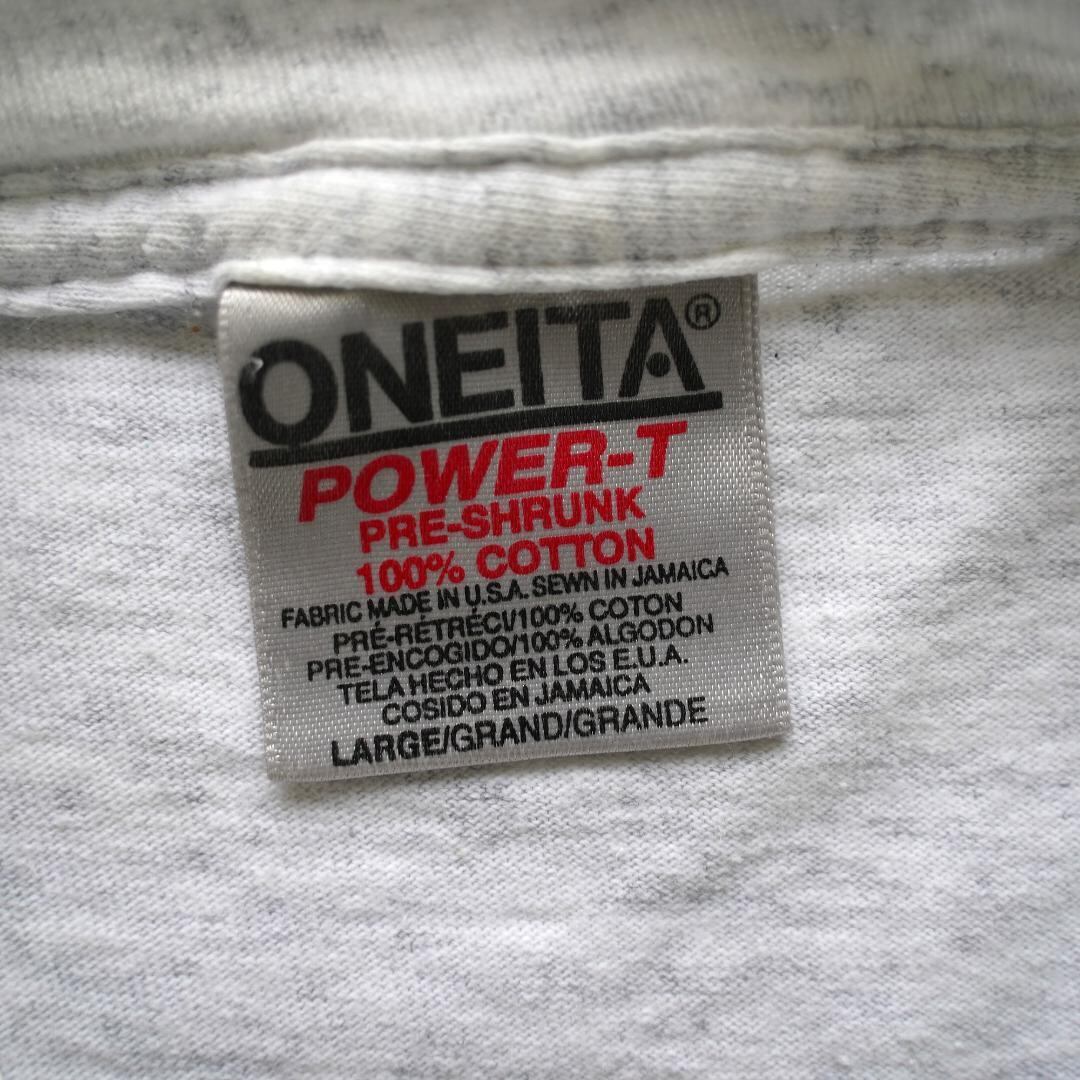 ONEITA®
POWER-T
PRE-SHRUNK
100% COTTON
FABRIC MADE IN U.S.A. SEWN IN JAMAICA
PRÉ-RÉTRÉCI/100% COTON
PRE-ENCOGIDO/100% ALGODON
TELA HECHO EN LOS E.U.A.
COSIDO EN JAMAICA
LARGE/GRAND/GRANDE